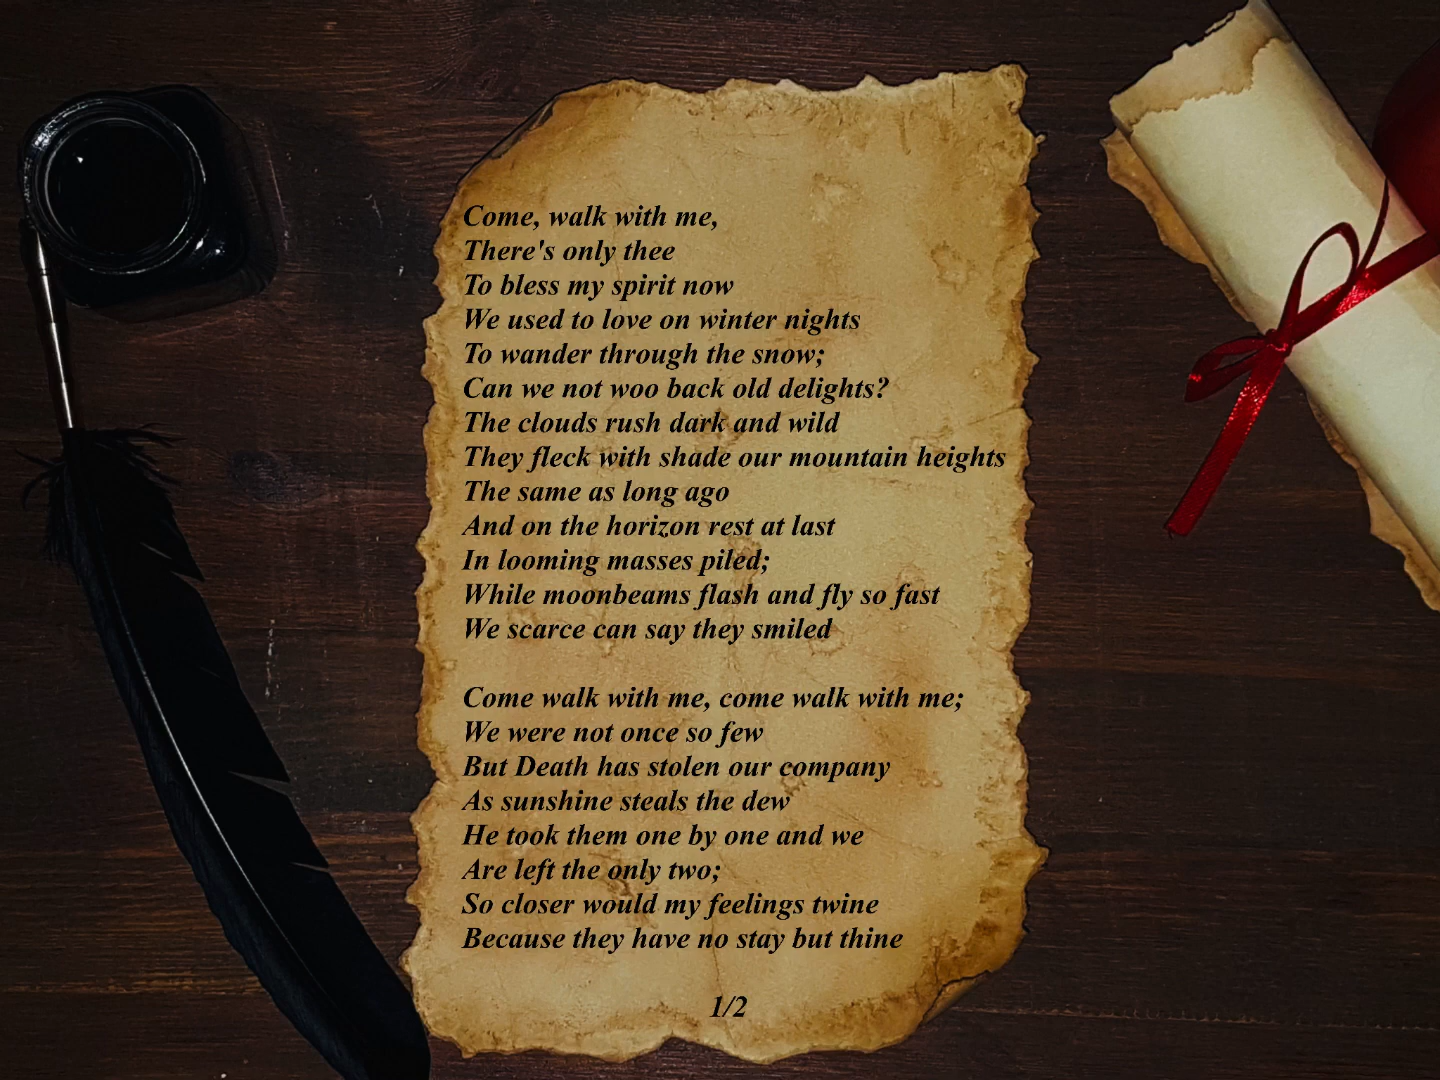 Come, walk with me,
There's only thee
To bless my spirit now
We used to love on winter nights
To wander through the snow;
Can we not woo back old delights?
The clouds rush dark and wild
They fleck with shade our mountain heights
The same as long ago
And on the horizon rest at last
In looming masses piled;
While moonbeams flash and fly so fast
We scarce can say they smiled

Come walk with me, come walk with me;
We were not once so few
But Death has stolen our company
As sunshine steals the dew
He took them one by one and we
Are left the only two;
So closer would my feelings twine
Because they have no stay but thine

1/2